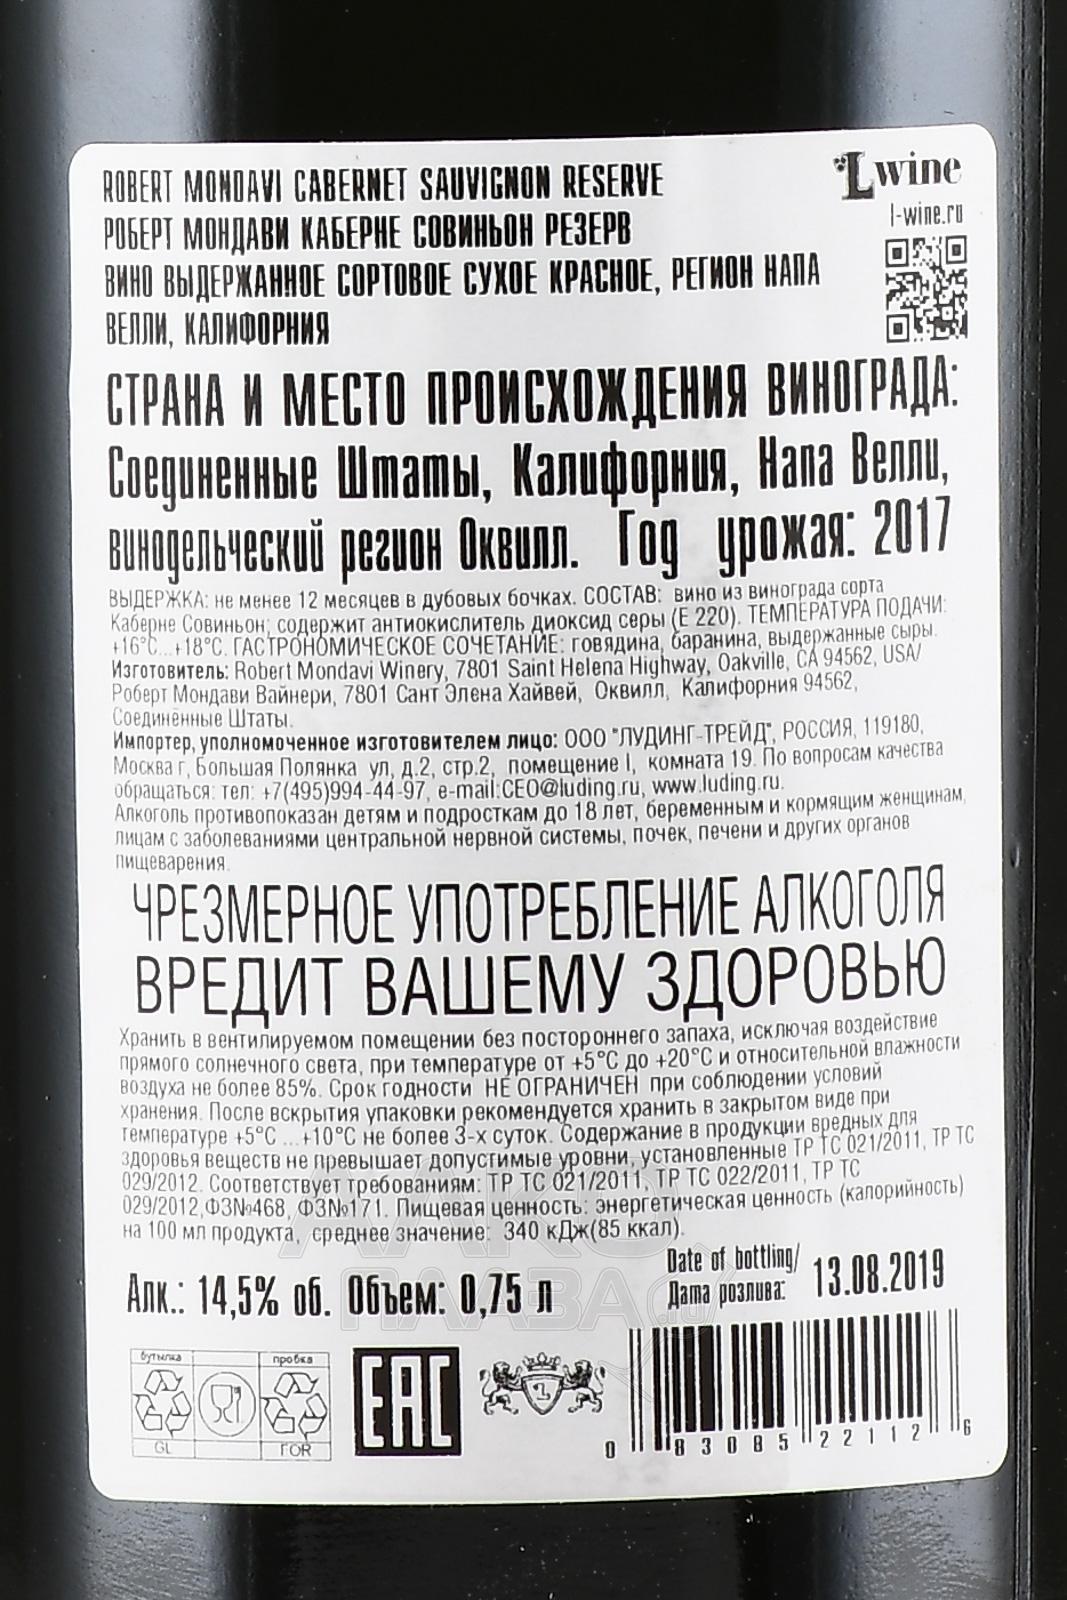 ROBERT MONDAVI CABERNET SAUVIGNON RESERVE
РОБЕРТ МОНДАВИ КАБЕРНЕ СОВИНЬОН РЕЗЕРВ
ВИНО ВЫДЕРЖАННОЕ СОРТОВОЕ СУХОЕ КРАСНОЕ, РЕГИОН НАПА
ВЕЛЛИ, КАЛИФОРНИЯ
L wine
l-wine.ru
СТРАНА И МЕСТО ПРОИСХОЖДЕНИЯ ВИНОГРАДА:
Соединенные Штаты, Калифорния, Напа Велли,
винодельческий регион Оквилл. Год урожая: 2017
ВЫДЕРЖКА: не менее 12 месяцев в дубовых бочках. СОСТАВ: вино из винограда сорта
Каберне Совиньон; содержит антиокислитель диоксид серы (Е 220). ТЕМПЕРАТУРА ПОДАЧИ:
+16°С...+18°С. ГАСТРОНОМИЧЕСКОЕ СОЧЕТАНИЕ: говядина, баранина, выдержанные сыры.
Изготовитель: Robert Mondavi Winery, 7801 Saint Helena Highway, Oakville, CA 94562, USA/
Роберт Мондави Вайнери, 7801 Сант Элена Хайвей, Оквилл, Калифорния 94562,
Соединённые Штаты.
Импортер, уполномоченное изготовителем лицо: ООО "ЛУДИНГ-ТРЕЙД", РОССИЯ, 119180,
Москва г, Большая Полянка ул, д.2, стр.2, помещение I, комната 19. По вопросам качества
обращаться: тел: +7(495)994-44-97, e-mail:CEO@luding.ru, www.luding.ru.
Алкоголь противопоказан детям и подросткам до 18 лет, беременным и кормящим женщинам,
лицам с заболеваниями центральной нервной системы, почек, печени и других органов
пищеварения.
ЧРЕЗМЕРНОЕ УПОТРЕБЛЕНИЕ АЛКОГОЛЯ
ВРЕДИТ ВАШЕМУ ЗДОРОВЬЮ
Хранить в вентилируемом помещении без постороннего запаха, исключая воздействие
прямого солнечного света, при температуре от +5°С до +20°С и относительной влажности
воздуха не более 85%. Срок годности НЕ ОГРАНИЧЕН при соблюдении условий
хранения. После вскрытия упаковки рекомендуется хранить в закрытом виде при
температуре +5°С ...+10°С не более 3-х суток. Содержание в продукции вредных для
здоровья веществ не превышает допустимые уровни, установленные ТР ТС 021/2011, ТР ТС
029/2012. Соответствует требованиям: ТР ТС 021/2011, ТР ТС 022/2011, ТР ТС
029/2012,ФЗ№468, ФЗ№171. Пищевая ценность: энергетическая ценность (калорийность)
на 100 мл продукта, среднее значение: 340 кДж(85 ккал).
Алк.: 14,5% об. Объем: 0,75 л
Date of bottling/
Дата розлива: 13.08.2019
АЛКО
ПЛАЗА.ru
бутылка
пробка
GL
FOR
EAC
L
0 83085 22112 6